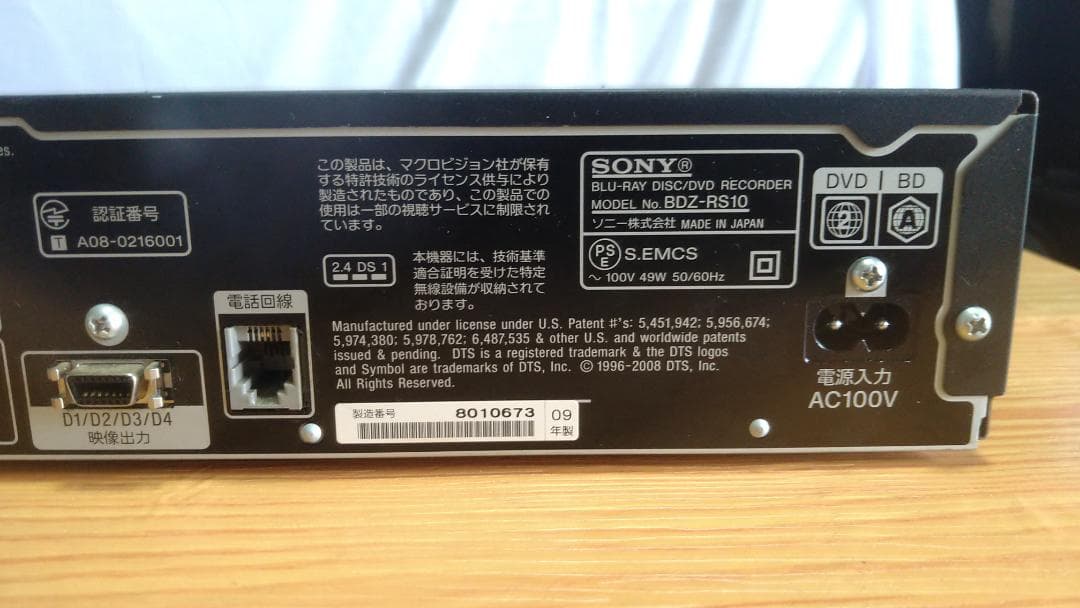 es.
認証番号
T A08-0216001
D1/D2/D3/D4
映像出力
電話回線
この製品は、マクロビジョン社が保有
する特許技術のライセンス供与により
製造されたものであり、この製品での
使用は一部の視聴サービスに制限され
ています。
2.4 DS 1
本機器には、技術基準
適合証明を受けた特定
無線設備が収納されて
おります。
Manufactured under license under U.S. Patent #'s: 5,451,942; 5,956,674;
5,974,380; 5,978,762; 6,487,535 & other U.S. and worldwide patents
issued & pending. DTS is a registered trademark & the DTS logos
and Symbol are trademarks of DTS, Inc. © 1996-2008 DTS, Inc.
All Rights Reserved.
製造番号 8010673 09
年製
SONY®
BLU-RAY DISC/DVD RECORDER
MODEL No. BDZ-RS10
ソニー株式会社 MADE IN JAPAN
PSE S.EMCS
～ 100V 49W 50/60Hz
DVD BD
2 A
電源入力
AC100V